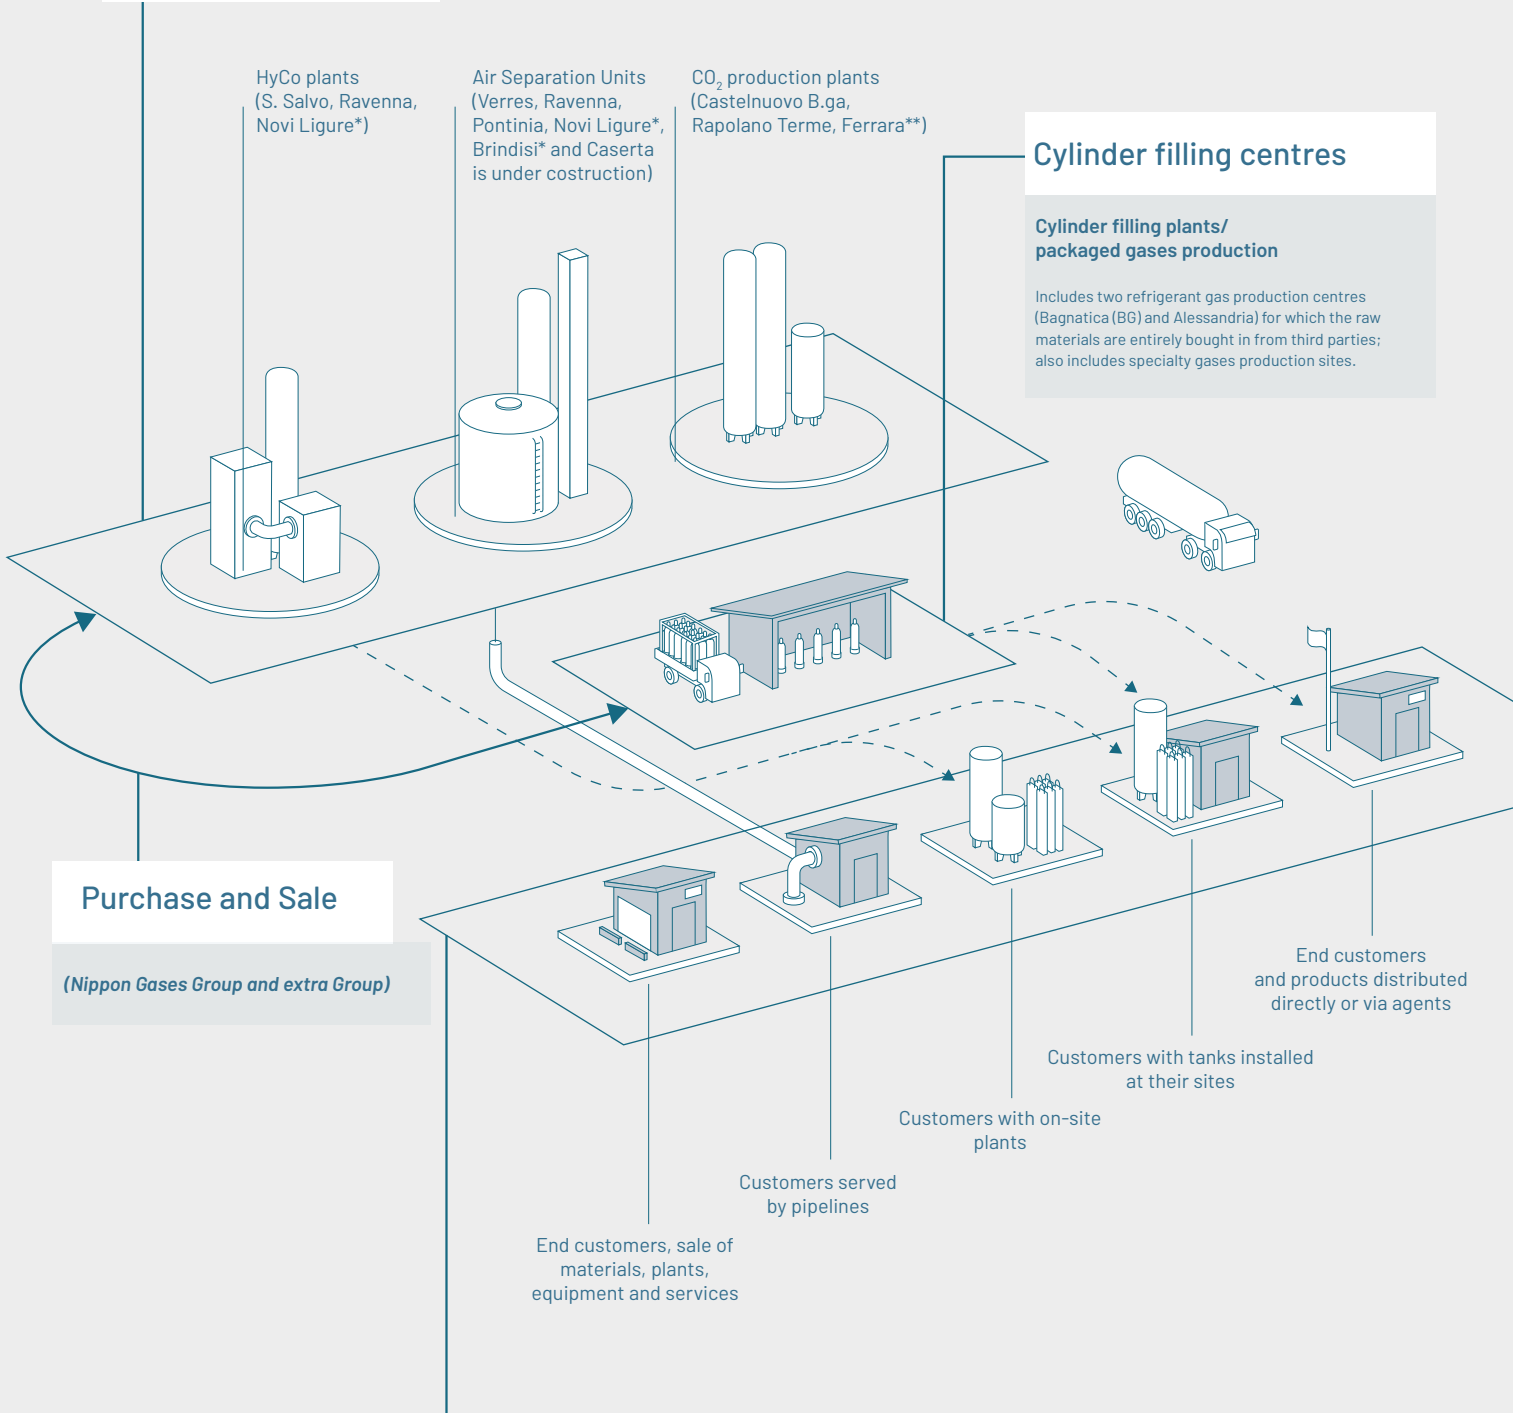 HyCo plants
(S. Salvo, Ravenna,
Novi Ligure*)
Air Separation Units
(Verres, Ravenna,
Pontinia, Novi Ligure*,
Brindisi* and Caserta
is under costruction)
CO₂ production plants
(Castelnuovo B.ga,
Rapolano Terme, Ferrara**)
Cylinder filling centres
Cylinder filling plants/
packaged gases production
Includes two refrigerant gas production centres
(Bagnatica (BG) and Alessandria) for which the raw
materials are entirely bought in from third parties;
also includes specialty gases production sites.
Purchase and Sale
(Nippon Gases Group and extra Group)
End customers
and products distributed
directly or via agents
Customers with tanks installed
at their sites
Customers with on-site
plants
Customers served
by pipelines
End customers, sale of
materials, plants,
equipment and services